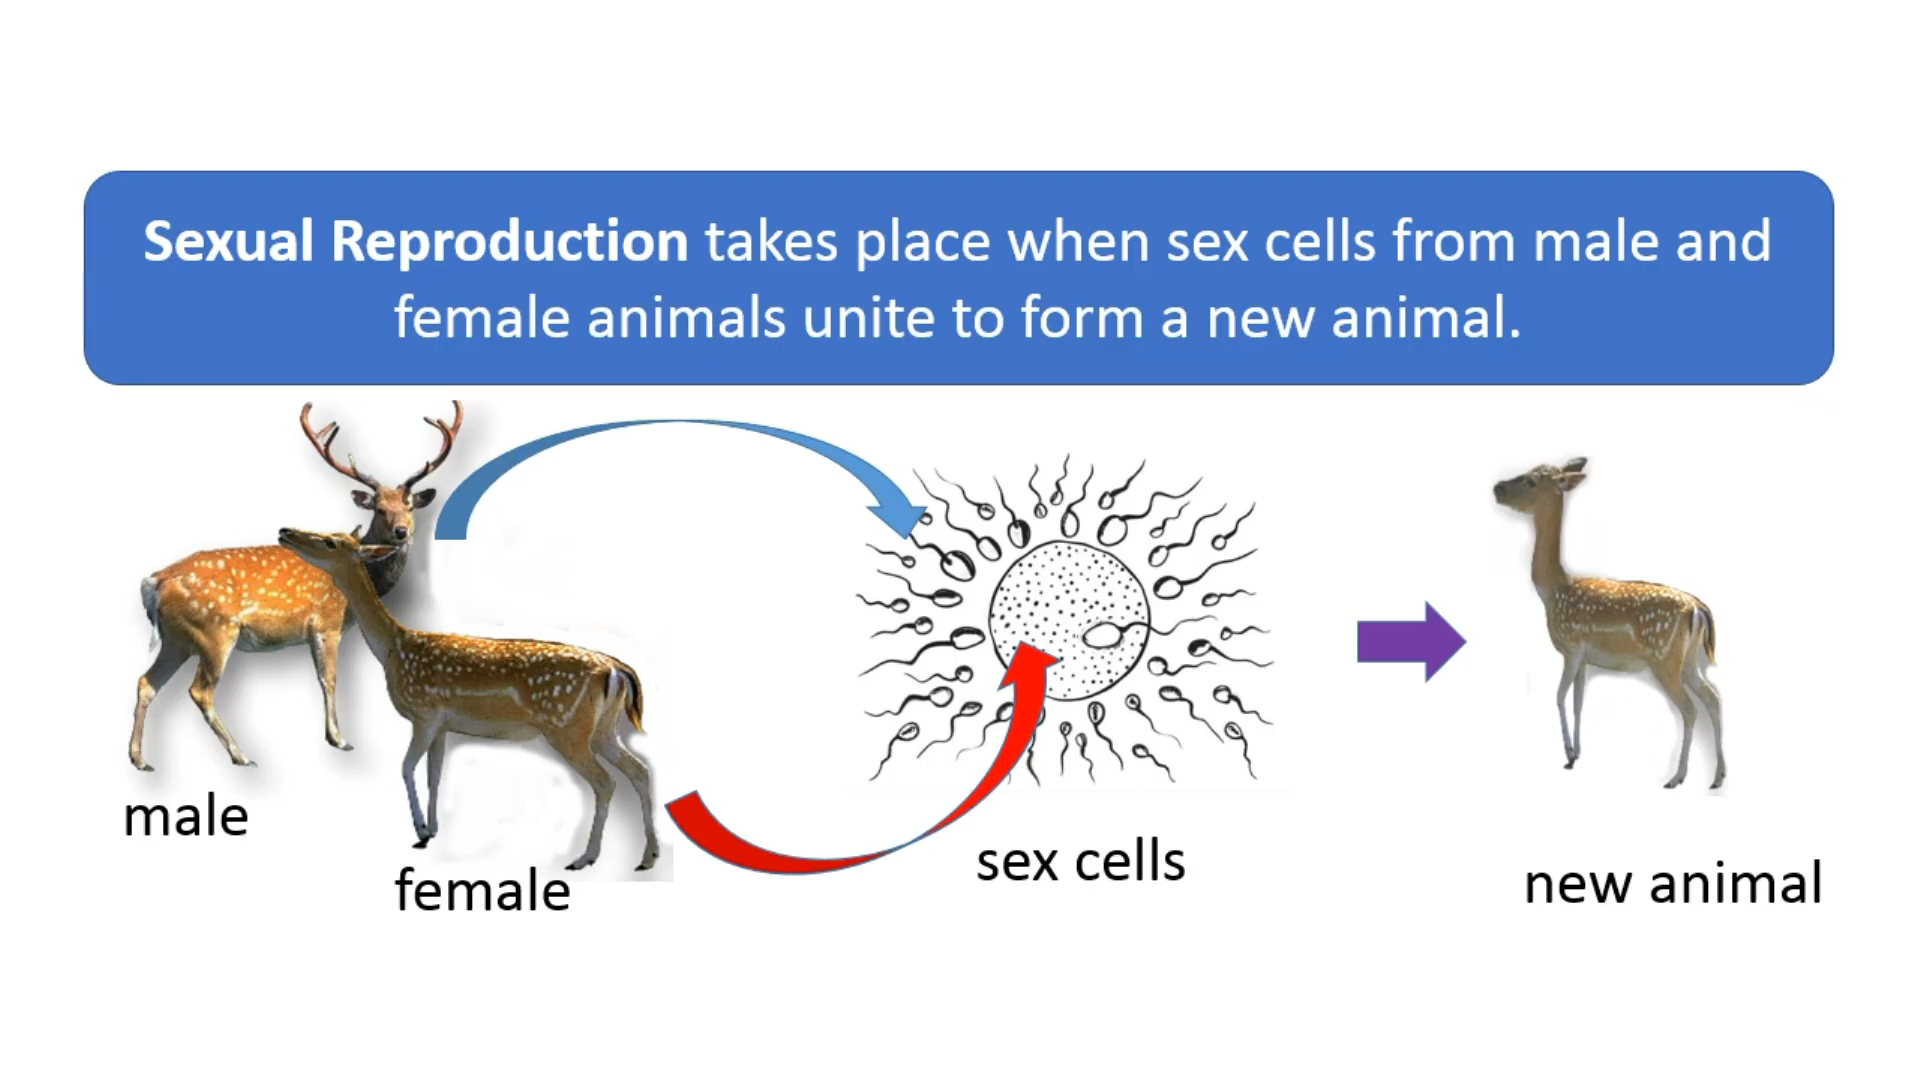 Sexual Reproduction takes place when sex cells from male and
female animals unite to form a new animal.
male
female
sex cells
new animal